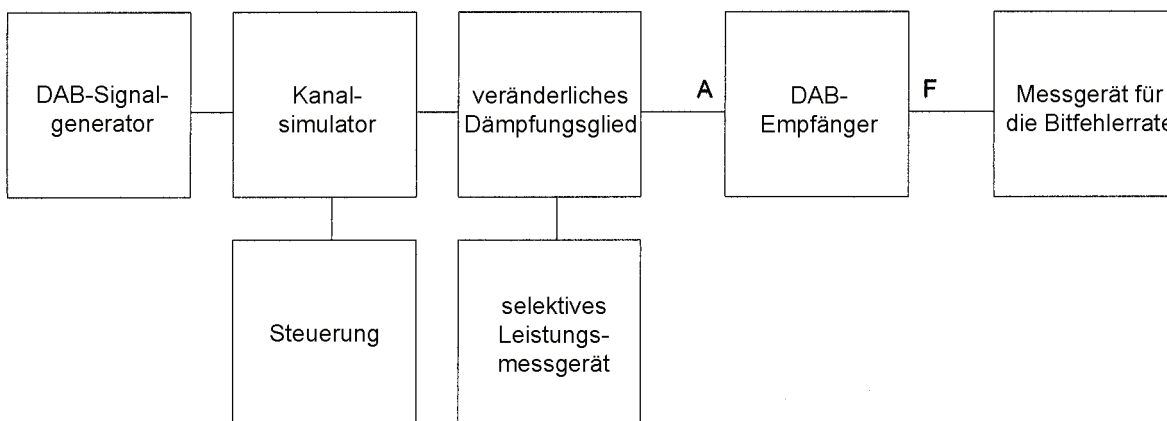 DAB-Signal-
generator
Kanal-
simulator
veränderliches
Dämpfungsglied
A
DAB-
Empfänger
F
Messgerät für
die Bitfehlerrate
Steuerung
selektives
Leistungs-
messgerät